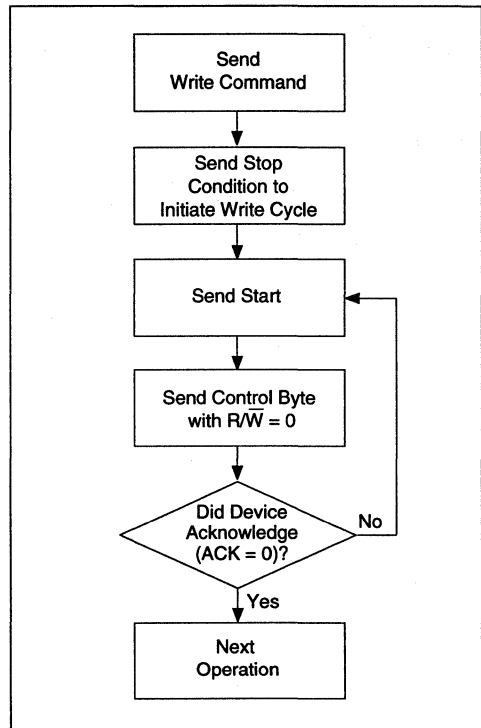 Send
Write Command
Send Stop
Condition to
Initiate Write Cycle
Send Start
Send Control Byte
with R/W̅ = 0
Did Device
Acknowledge
(ACK = 0)?
No
Yes
Next
Operation